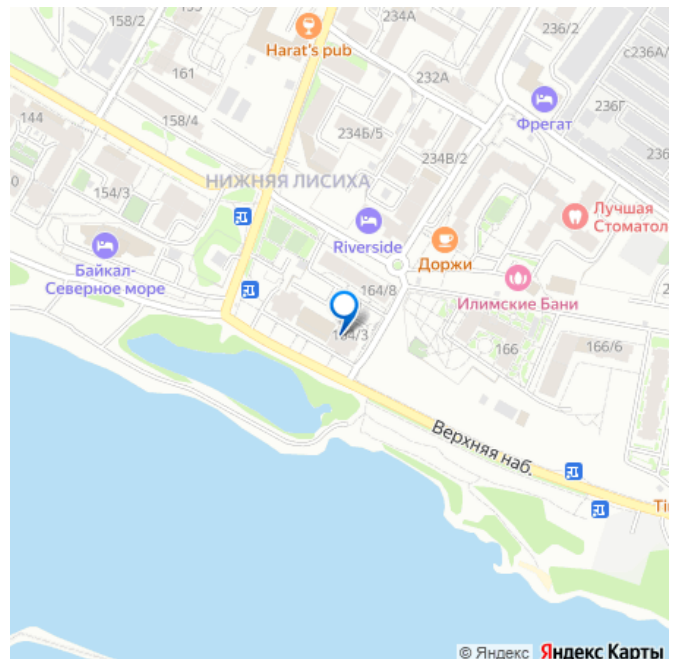 158/2
155
234А
236/2
с236А/
Harat's pub
161
232А
236Г
Фрегат
144
158/4
234Б/5
236
234В/2
154/3
НИЖНЯЯ ЛИСИХА
Лучшая
Стоматол
Riverside
Доржи
Байкал-
Северное море
164/8
Илимские Бани
164/3
166
166/6
Верхняя наб.
Ti
© Яндекс Яндекс Карты